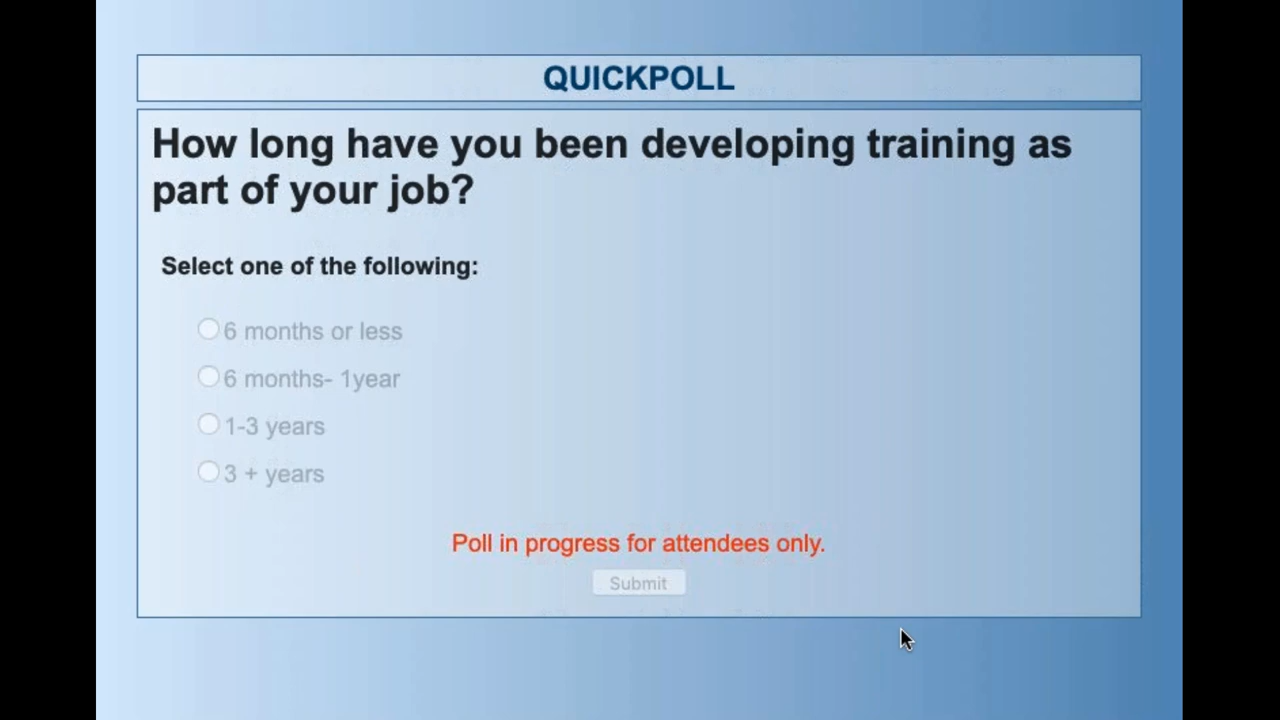 QUICKPOLL
How long have you been developing training as
part of your job?
Select one of the following:
6 months or less
6 months- 1year
1-3 years
3 + years
Poll in progress for attendees only.
Submit